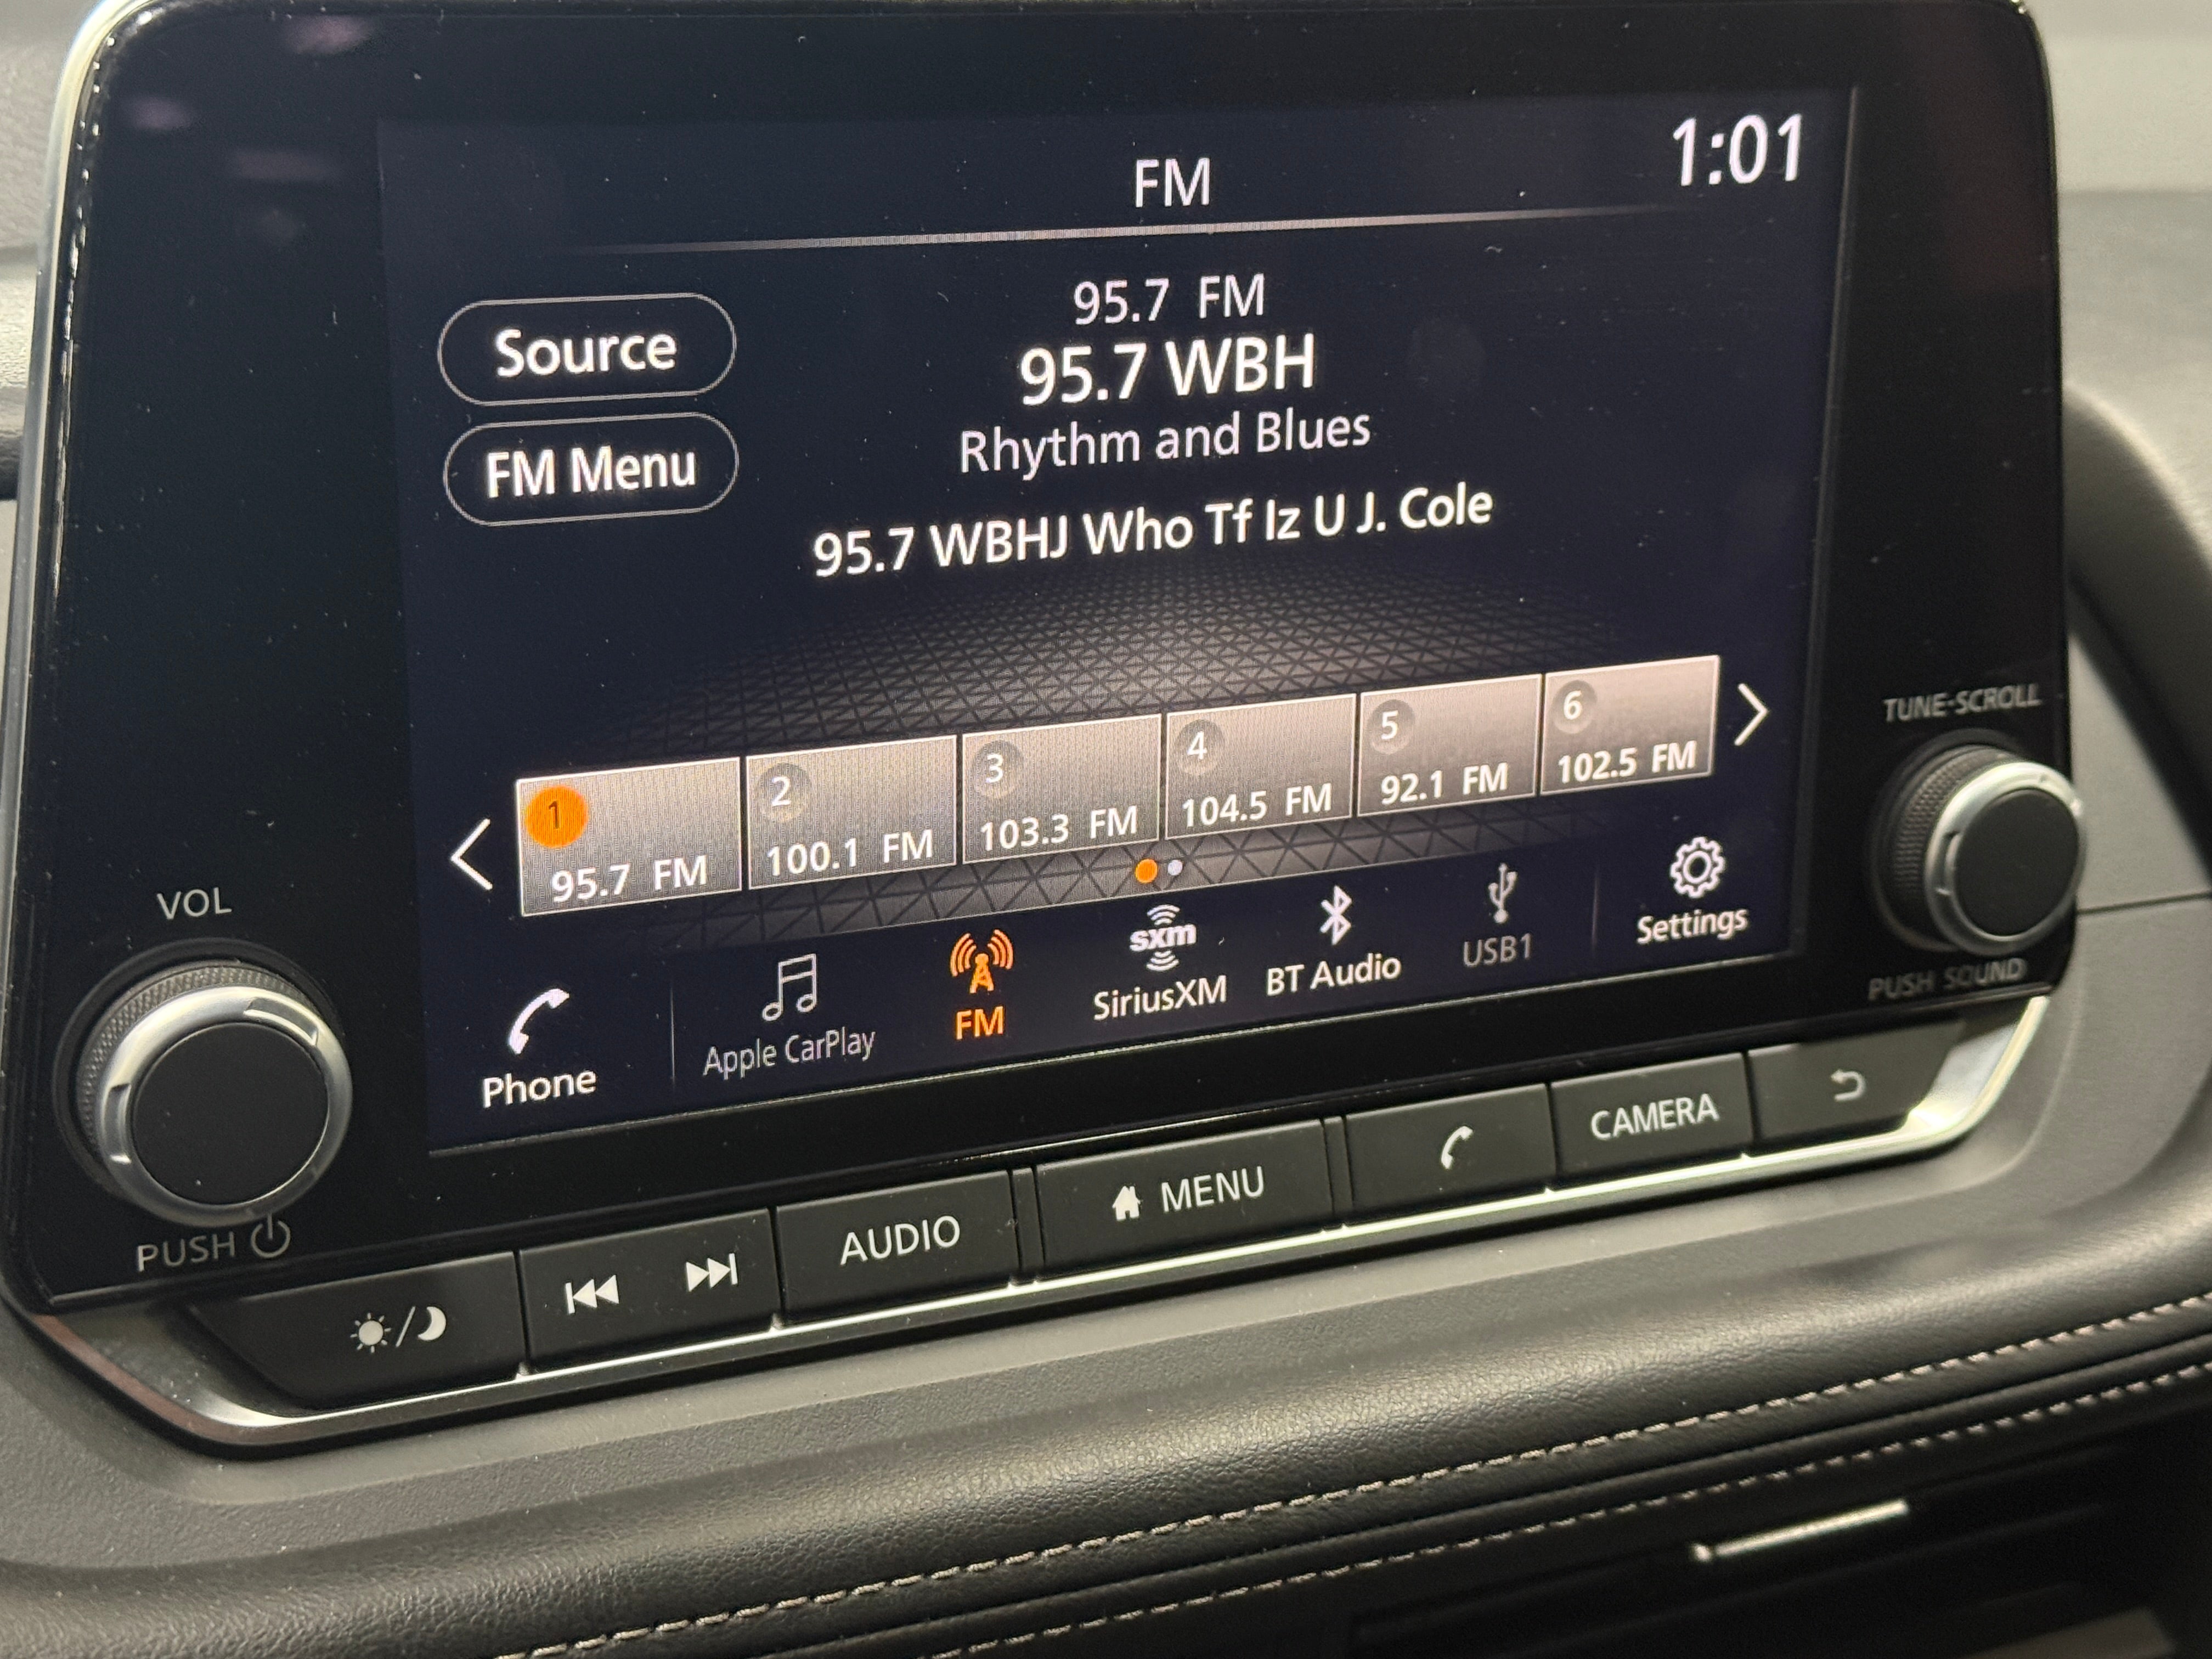 FM
1:01
Source
FM Menu
95.7 FM
95.7 WBH
Rhythm and Blues
95.7 WBHJ Who Tf Iz U J. Cole
1
95.7 FM
2
100.1 FM
3
103.3 FM
4
104.5 FM
5
92.1 FM
6
102.5 FM
Phone
Apple CarPlay
FM
sxm
SiriusXM
BT Audio
USB1
Settings
VOL
PUSH
TUNE·SCROLL
PUSH SOUND
AUDIO
MENU
CAMERA